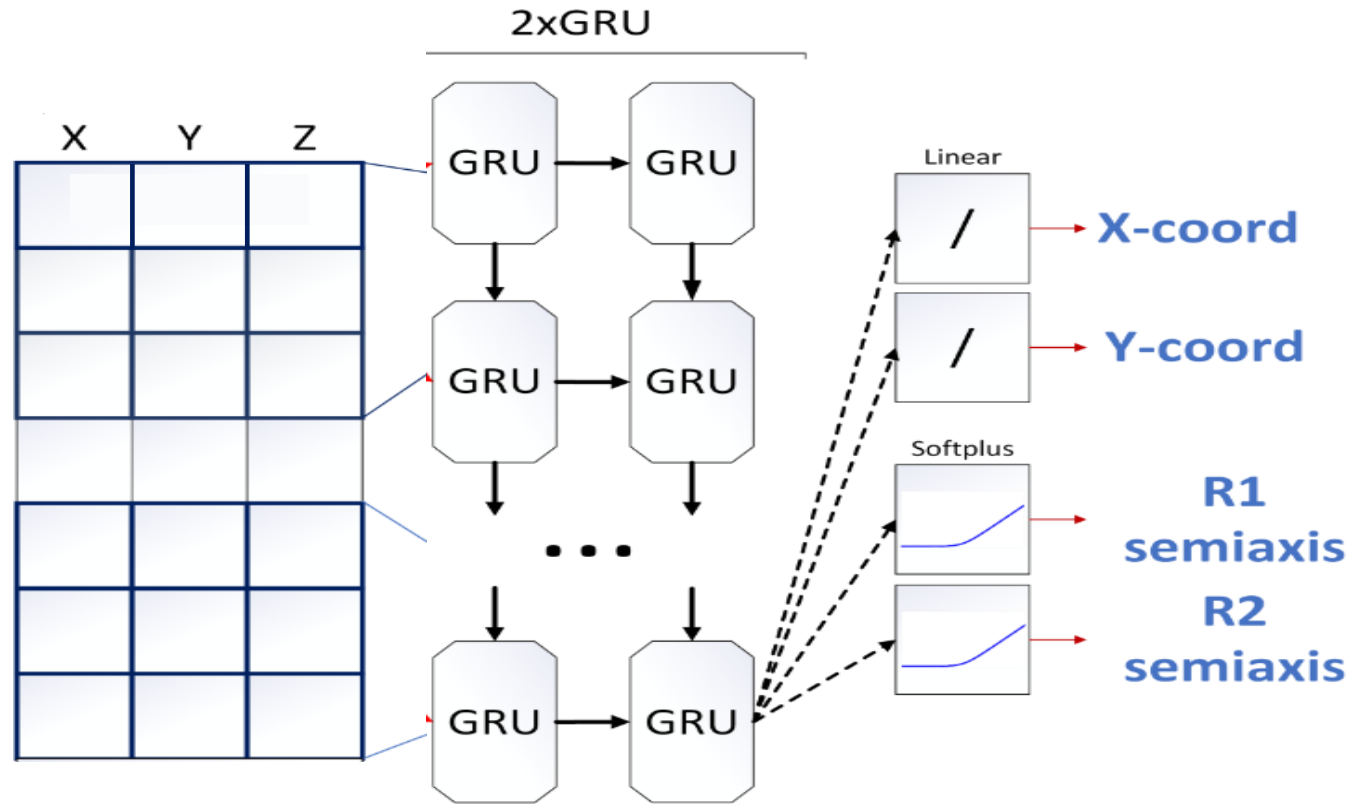 2xGRU
X Y Z
GRU GRU
Linear
/ X-coord
GRU GRU
/ Y-coord
Softplus
R1
semiaxis
...
R2
semiaxis
GRU GRU